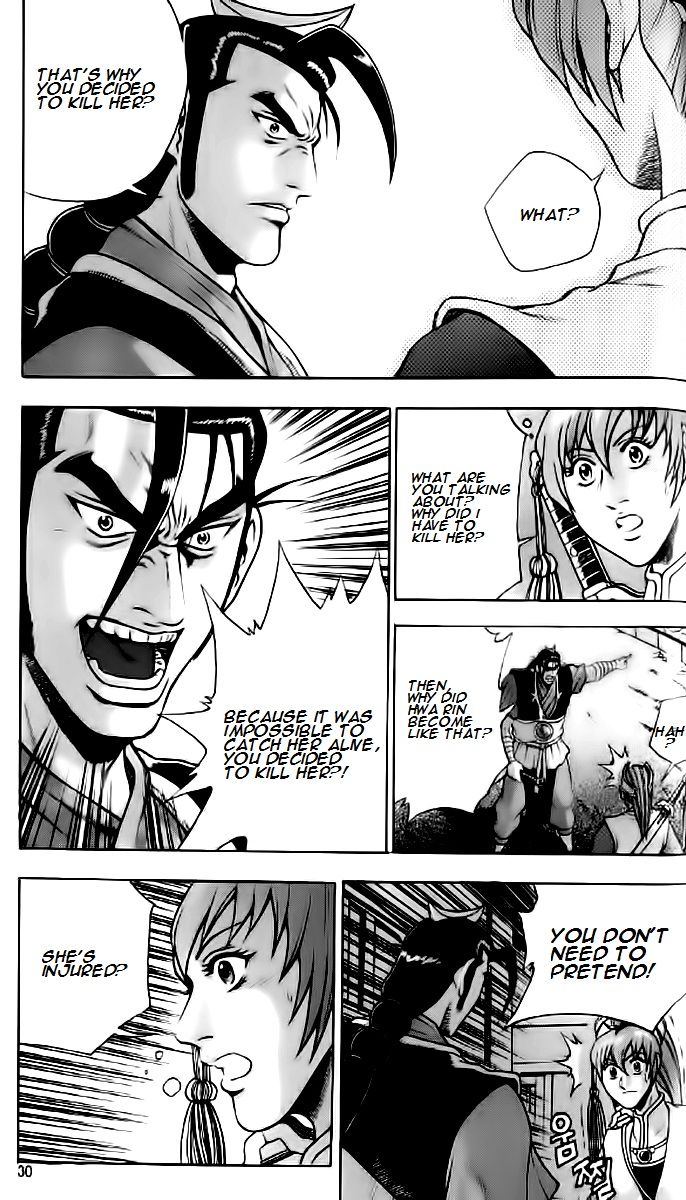 THAT'S WHY
YOU DECIDED
TO KILL HER?
WHAT?
BECAUSE IT WAS
IMPOSSIBLE TO
CATCH HER ALIVE,
YOU DECIDED
TO KILL HER?!
WHAT ARE
YOU TALKING
ABOUT?
WHY DID I
HAVE TO
KILL HER?
THEN,
WHY DID
HWA RIN
BECOME
LIKE THAT?
HAH
?
SHE'S
INJURED?
YOU DON'T
NEED TO
PRETEND!
움찔
30